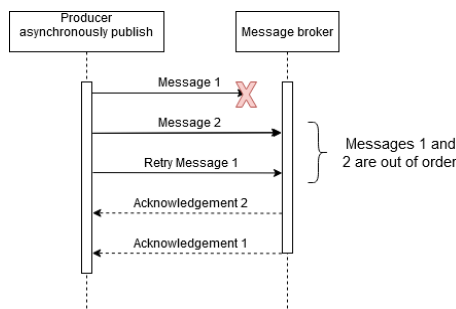 Producer
asynchronously publish
Message broker
Message 1
Message 2
Retry Message 1
Messages 1 and
2 are out of order
Acknowledgement 2
Acknowledgement 1